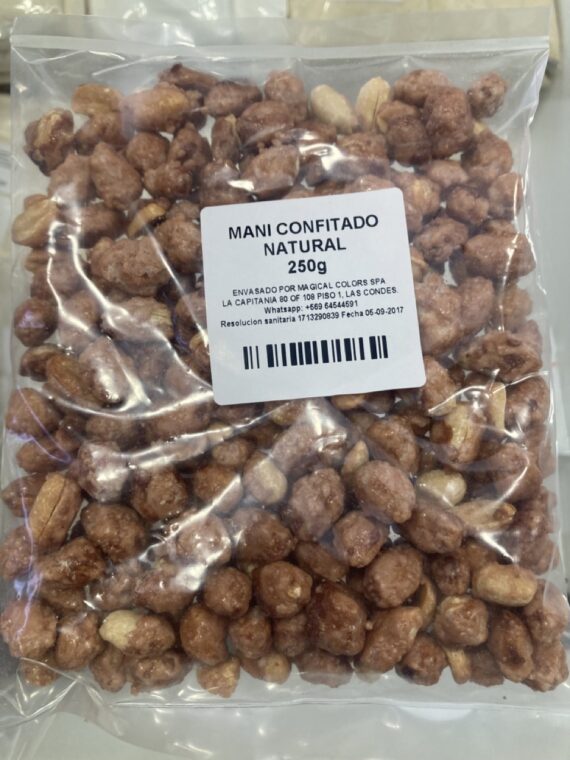 MANI CONFITADO
NATURAL
250g
ENVASADO POR MAGICAL COLORS SPA
LA CAPITANIA 80 OF 108 PISO 1, LAS CONDES.
Whatsapp: +569 64544591
Resolucion sanitaria 1713290839 Fecha 05-09-2017